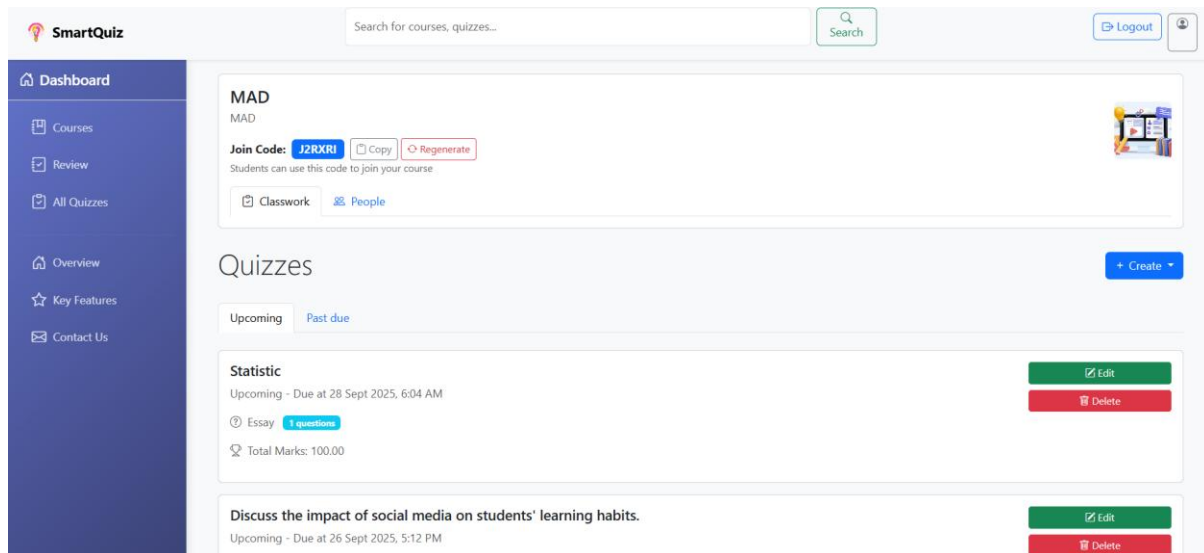 SmartQuiz
Search for courses, quizzes...
Search
Logout
Dashboard
Courses
Review
All Quizzes
Overview
Key Features
Contact Us
MAD
MAD
Join Code: J2RXRI Copy Regenerate
Students can use this code to join your course
Classwork People
Quizzes
+ Create
Upcoming Past due
Statistic
Upcoming - Due at 28 Sept 2025, 6:04 AM
Essay 1 questions
Total Marks: 100.00
Edit
Delete
Discuss the impact of social media on students' learning habits.
Upcoming - Due at 26 Sept 2025, 5:12 PM
Edit
Delete